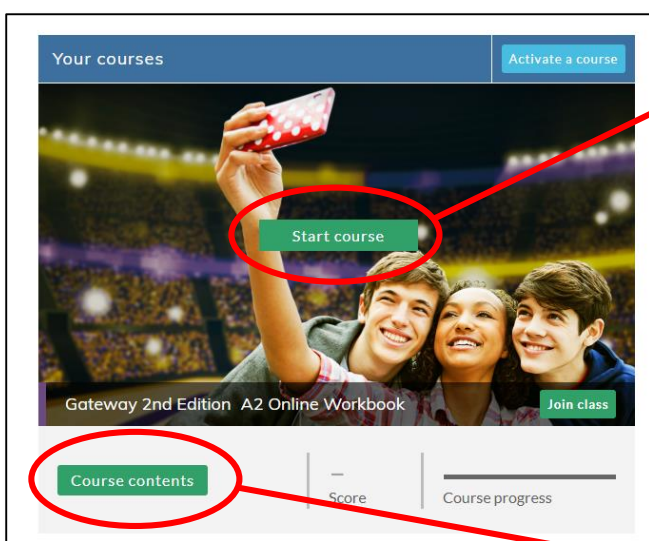 Your courses
Activate a course
Start course
Gateway 2nd Edition A2 Online Workbook
Join class
Course contents
–
Score
Course progress